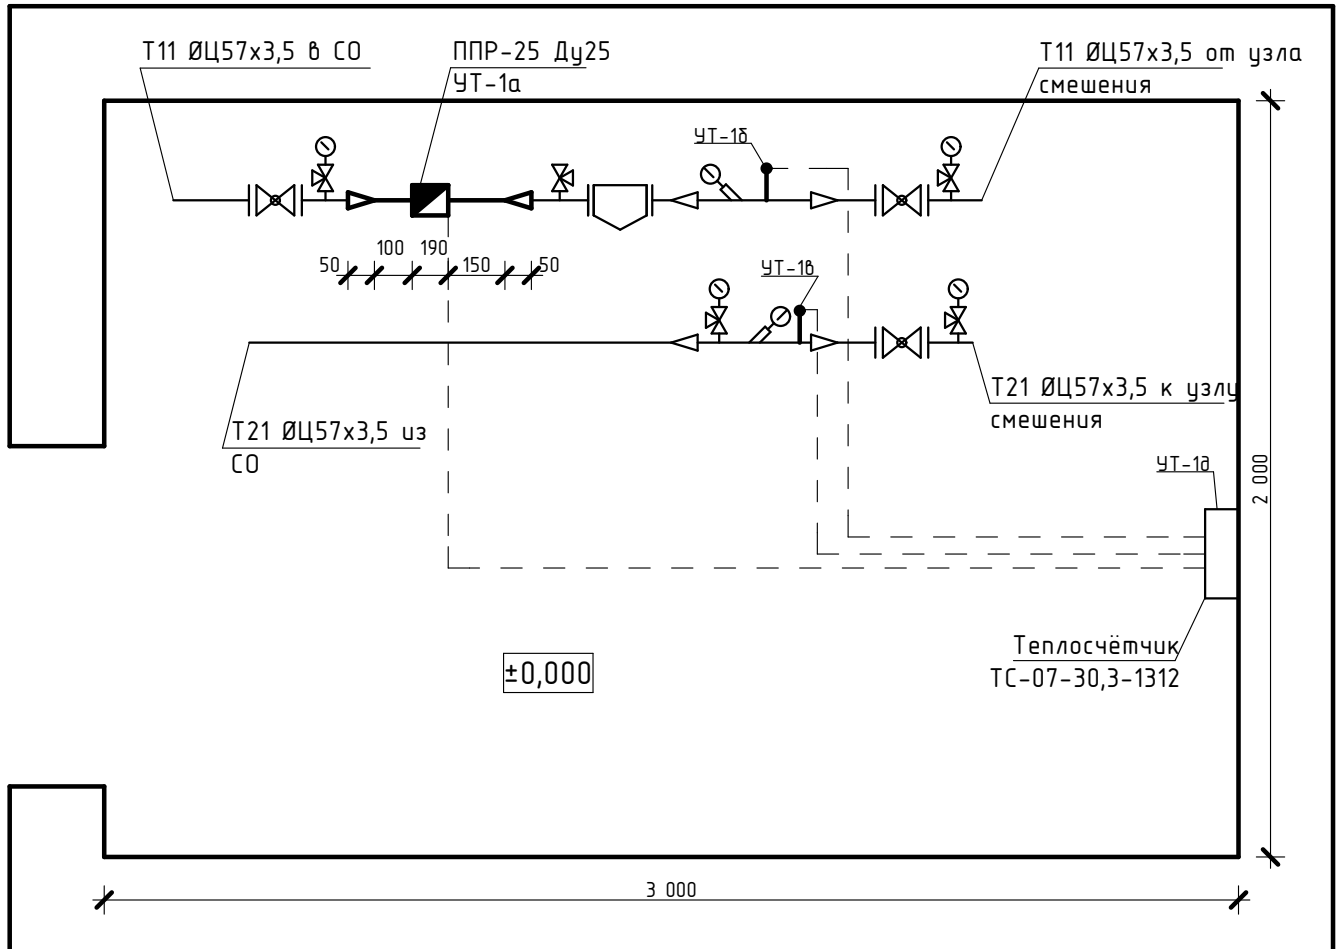 Т11 ØЦ57х3,5 в СО
ППР-25 Ду25
УТ-1а
Т11 ØЦ57х3,5 от узла
смешения
УТ-1б
50
100
190
150
50
УТ-1в
Т21 ØЦ57х3,5 к узлу
смешения
Т21 ØЦ57х3,5 из
СО
УТ-1д
2 000
Теплосчётчик
ТС-07-30,3-1312
±0,000
3 000